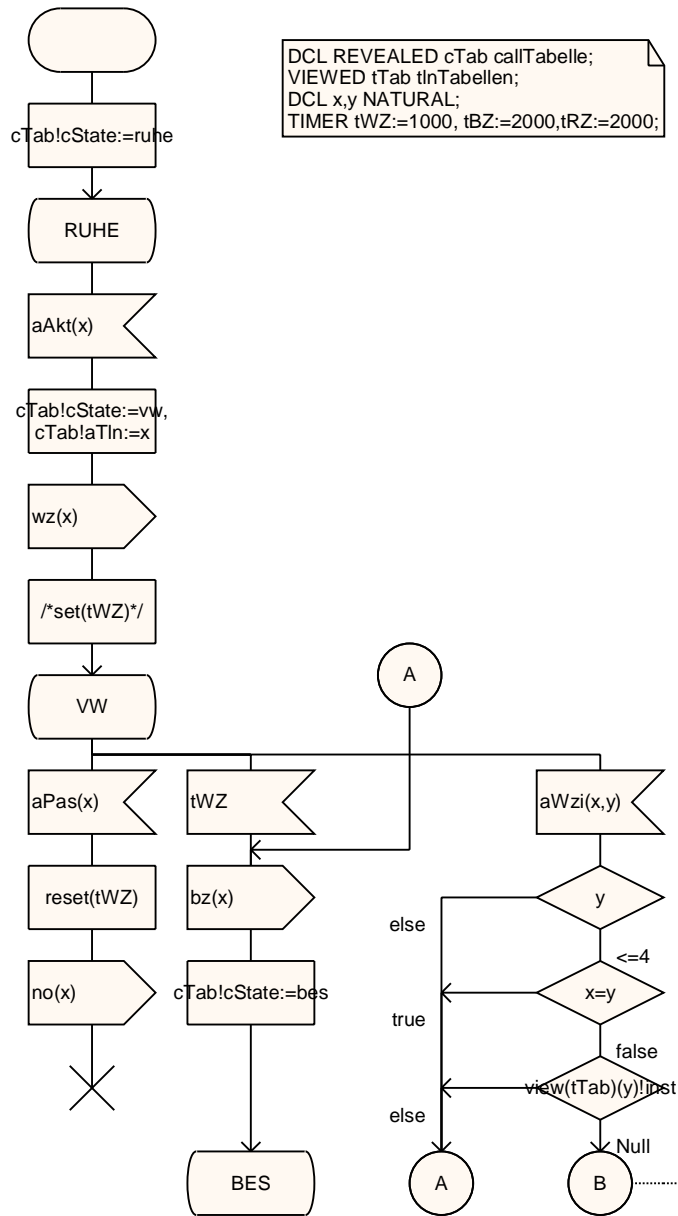 DCL REVEALED cTab callTabelle;
VIEWED tTab tlnTabellen;
DCL x,y NATURAL;
TIMER tWZ:=1000, tBZ:=2000,tRZ:=2000;
cTab!cState:=ruhe
RUHE
aAkt(x)
cTab!cState:=vw,
cTab!aTln:=x
wz(x)
/*set(tWZ)*/
VW
A
aPas(x)
tWZ
aWzi(x,y)
reset(tWZ)
bz(x)
y
else
<=4
no(x)
cTab!cState:=bes
x=y
true
false
view(tTab)(y)!inst
else
Null
BES
A
B